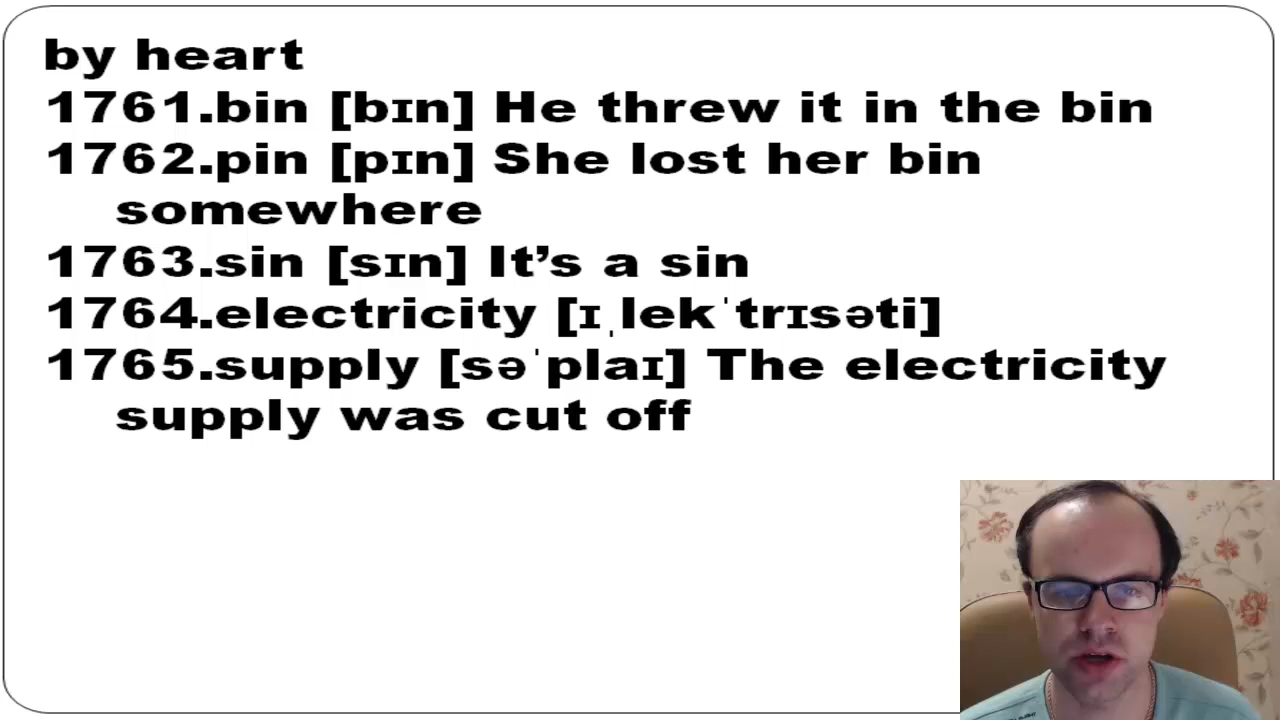 by heart
1761.bin [bɪn] He threw it in the bin
1762.pin [pɪn] She lost her bin
somewhere
1763.sin [sɪn] It’s a sin
1764.electricity [ɪˌlekˈtrɪsəti]
1765.supply [səˈplaɪ] The electricity
supply was cut off